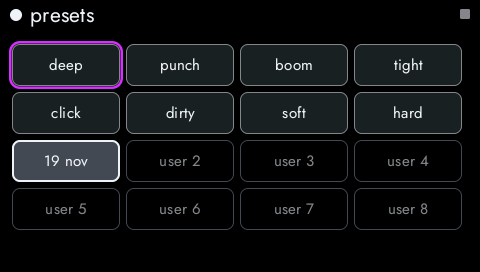 presets
deep punch boom tight
click dirty soft hard
19 nov user 2 user 3 user 4
user 5 user 6 user 7 user 8